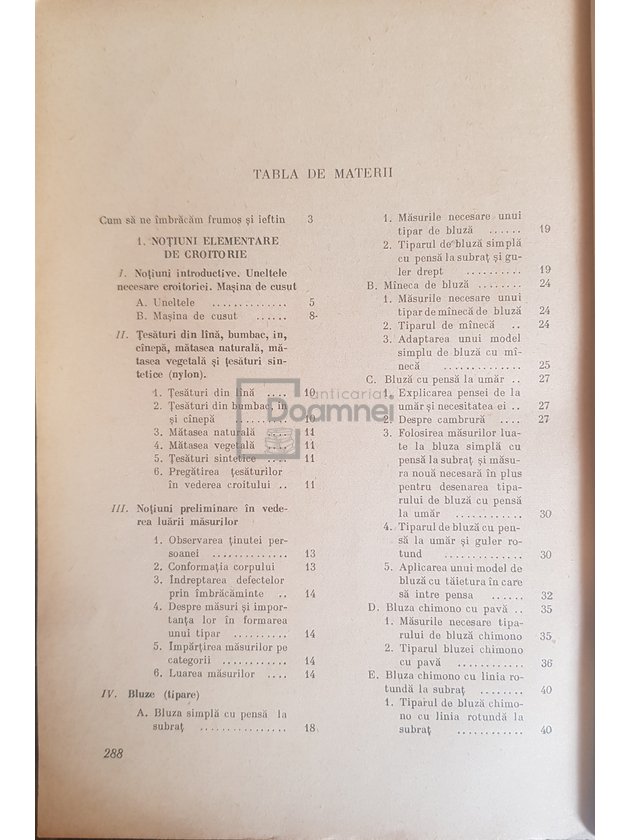 TABLA DE MATERII
Cum să ne îmbrăcăm frumos și ieftin 3
1. NOȚIUNI ELEMENTARE
DE CROITORIE
I. Noțiuni introductive. Uneltele
necesare croitoriei. Mașina de cusut
A. Uneltele .............. 5
B. Mașina de cusut ...... 8
II. Țesături din lînă, bumbac, in,
cînepă, mătasea naturală, mă-
tasea vegetală și țesături sin-
tetice (nylon).
1. Țesături din lînă .... 10
2. Țesături din bumbac, in
și cînepă .......... 10
3. Mătasea naturală .... 11
4. Mătasea vegetală .... 11
5. Țesături sintetice .... 11
6. Pregătirea țesăturilor
în vederea croitului .. 11
III. Noțiuni preliminare în vede-
rea luării măsurilor
1. Observarea ținutei per-
soanei ............. 13
2. Conformația corpului 13
3. Îndreptarea defectelor
prin îmbrăcăminte .. 14
4. Despre măsuri și impor-
tanța lor în formarea
unui tipar .......... 14
5. Împărțirea măsurilor pe
categorii ............ 14
6. Luarea măsurilor .... 14
IV. Bluze (tipare)
A. Bluza simplă cu pensă la
subraț ................ 18
288
1. Măsurile necesare unui
tipar de bluză ...... 19
2. Tiparul de bluză simplă
cu pensă la subraț și gu-
ler drept .......... 19
B. Mîneca de bluză ........ 24
1. Măsurile necesare unui
tipar de mînecă de bluză 24
2. Tiparul de mînecă .. 24
3. Adaptarea unui model
simplu de bluză cu mî-
necă .............. 25
C. Bluză cu pensă la umăr .. 27
1. Explicarea pensei de la
umăr și necesitatea ei .. 27
2. Despre cambrură .... 27
3. Folosirea măsurilor lua-
te la bluza simplă cu
pensă la subraț și măsu-
ra nouă necesară în plus
pentru desenarea tipa-
rului de bluză cu pensă
la umăr ............ 30
4. Tiparul de bluză cu pen-
să la umăr și guler ro-
tund .............. 30
5. Aplicarea unui model de
bluză cu tăietura în care
să intre pensa ...... 32
D. Bluza chimono cu pavă .. 35
1. Măsurile necesare tipa-
rului de bluză chimono 35
2. Tiparul bluzei chimono
cu pavă ............ 36
E. Bluza chimono cu linia ro-
tundă la subraț ........ 40
1. Tiparul de bluză chimo-
no cu linia rotundă la
subraț ............ 40
anticariat
Doamnei